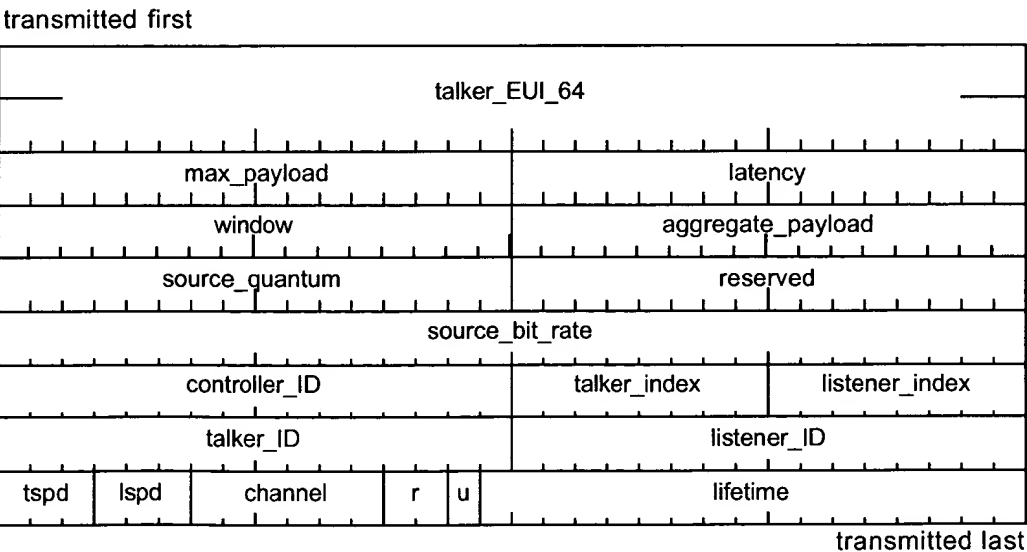 transmitted first
talker_EUI_64
max_payload latency
window aggregate_payload
source_quantum reserved
source_bit_rate
controller_ID talker_index listener_index
talker_ID listener_ID
tspd lspd channel r u lifetime
transmitted last